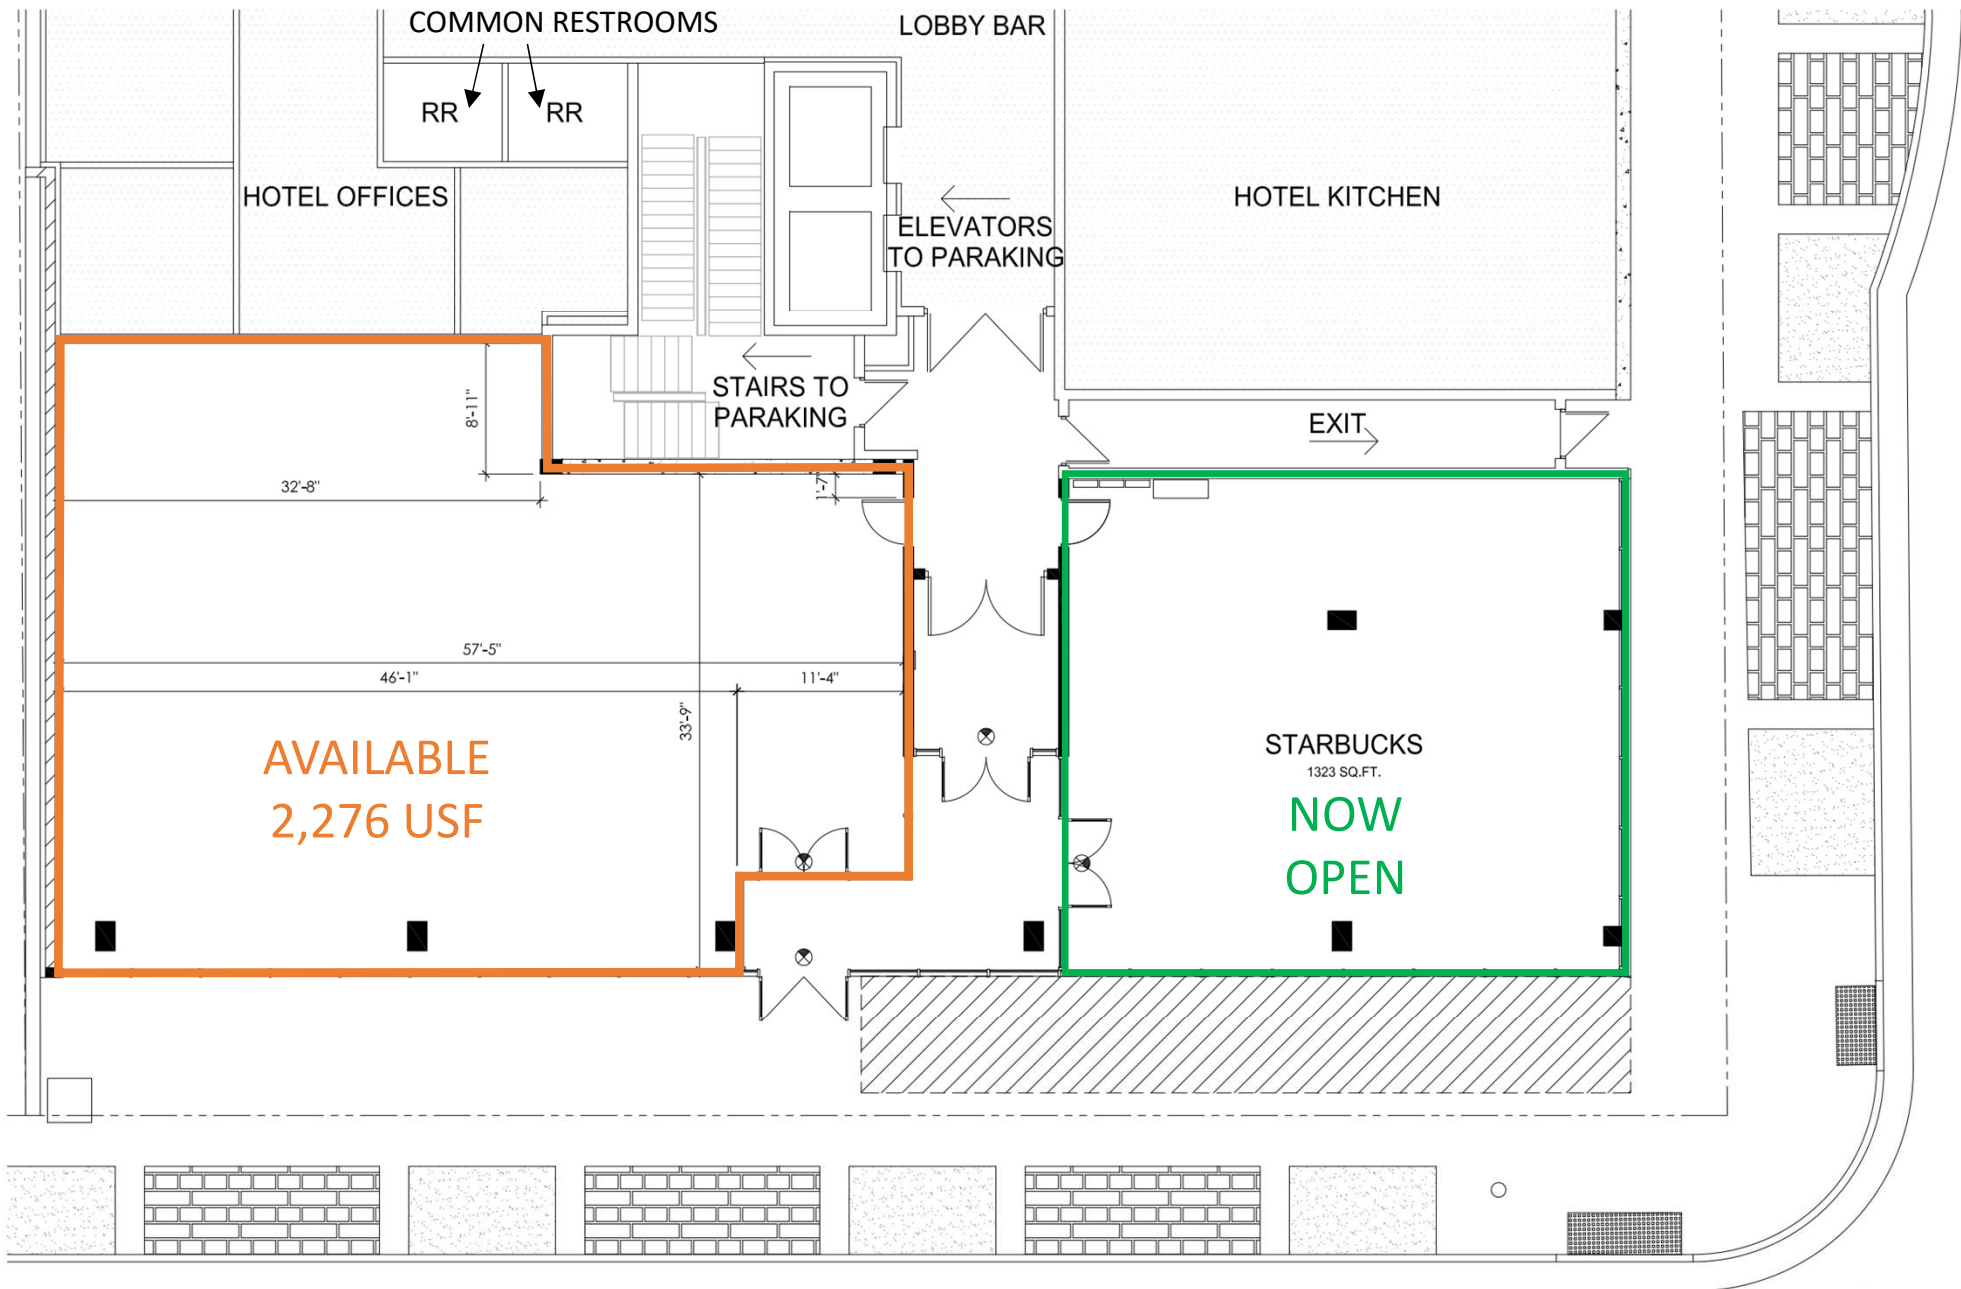 COMMON RESTROOMS
LOBBY BAR
RR
RR
HOTEL OFFICES
HOTEL KITCHEN
ELEVATORS
TO PARAKING
STAIRS TO
PARAKING
EXIT
8'-11"
32'-8"
1'-7"
57'-5"
46'-1"
11'-4"
33'-9"
AVAILABLE
2,276 USF
STARBUCKS
1323 SQ.FT.
NOW
OPEN